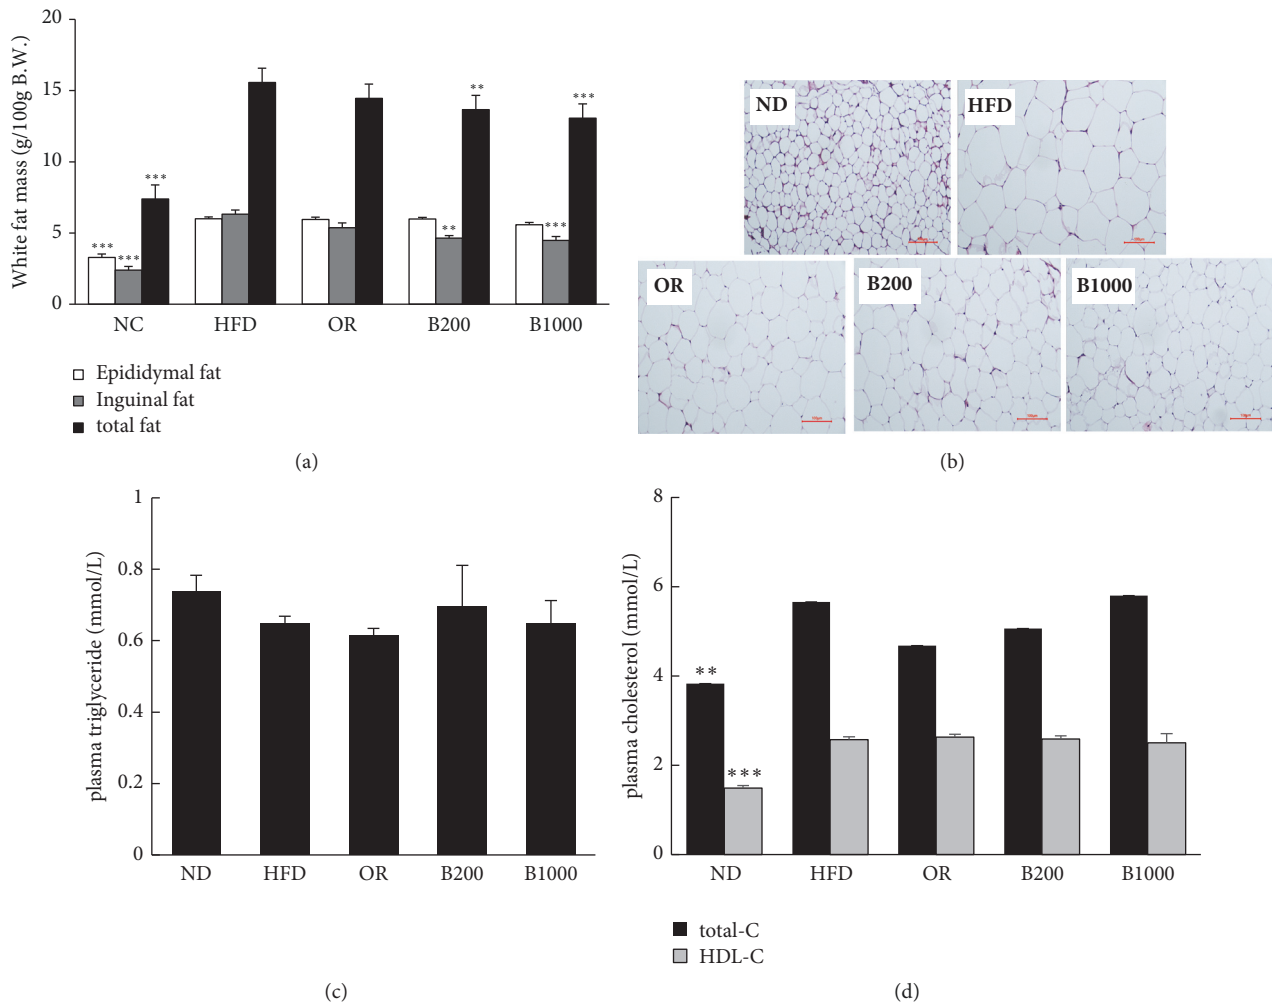 20
15
10
5
0
White fat mass (g/100g B.W.)
***
***
***
**
**
***
***
NC HFD OR B200 B1000
Epididymal fat
Inguinal fat
total fat
(a)
ND HFD
OR B200 B1000
(b)
1
0.8
0.6
0.4
0.2
0
plasma triglyceride (mmol/L)
ND HFD OR B200 B1000
(c)
8
6
4
2
0
plasma cholesterol (mmol/L)
**
***
ND HFD OR B200 B1000
total-C
HDL-C
(d)